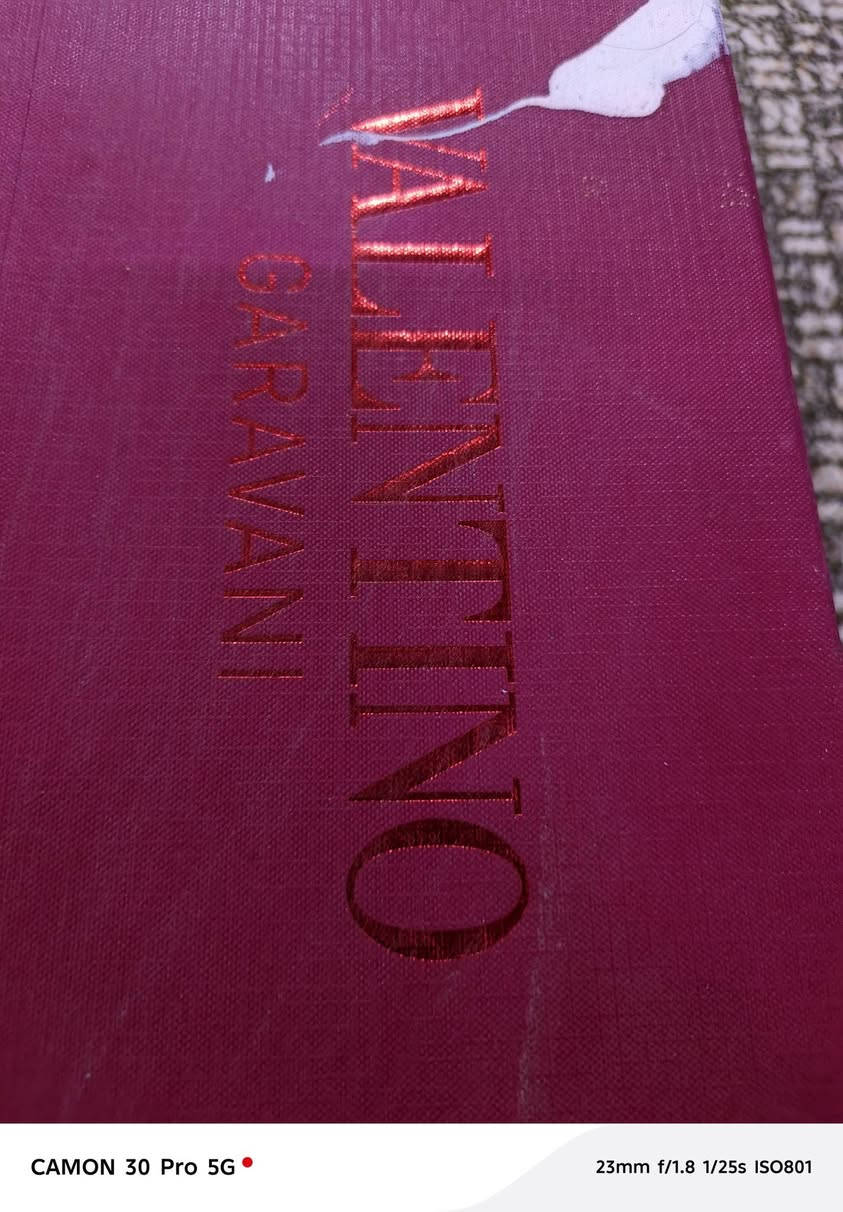 VALENTINO
GARAVANI
CAMON 30 Pro 5G
23mm f/1.8 1/25s ISO801